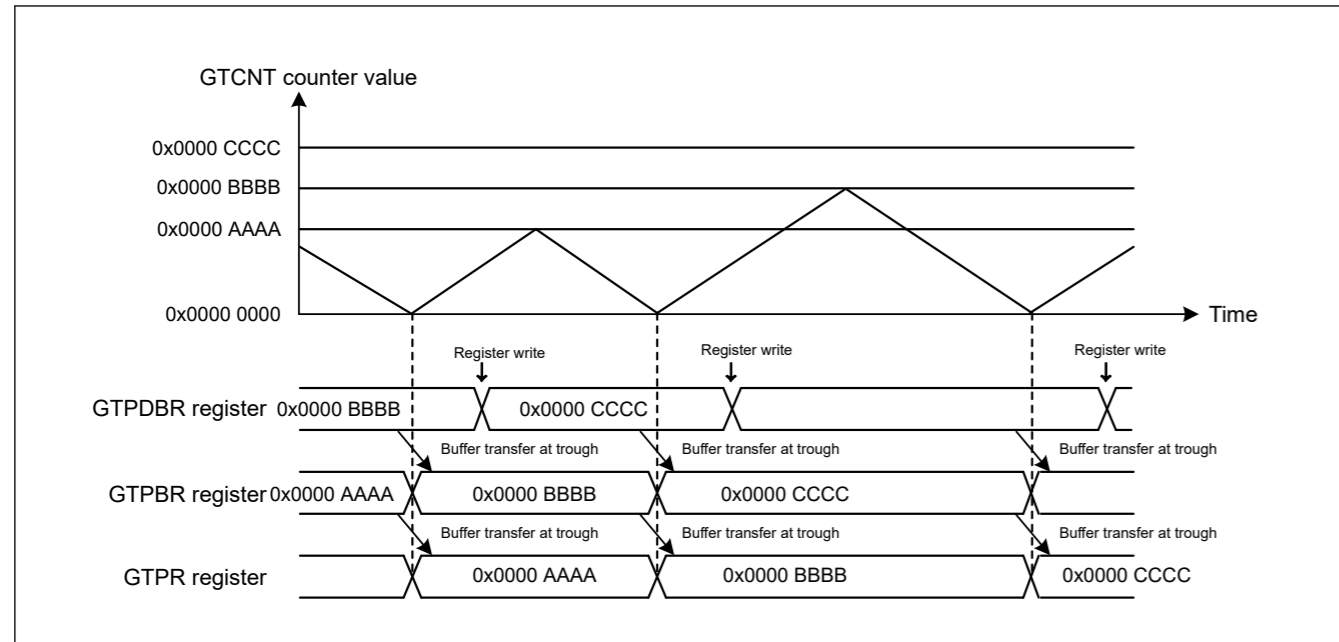 GTCNT counter value
0x0000 CCCC
0x0000 BBBB
0x0000 AAAA
0x0000 0000
Time
Register write
Register write
Register write
GTPDBR register
0x0000 BBBB
0x0000 CCCC
Buffer transfer at trough
Buffer transfer at trough
Buffer transfer at trough
GTPBR register
0x0000 AAAA
0x0000 BBBB
0x0000 CCCC
Buffer transfer at trough
Buffer transfer at trough
Buffer transfer at trough
GTPR register
0x0000 AAAA
0x0000 BBBB
0x0000 CCCC